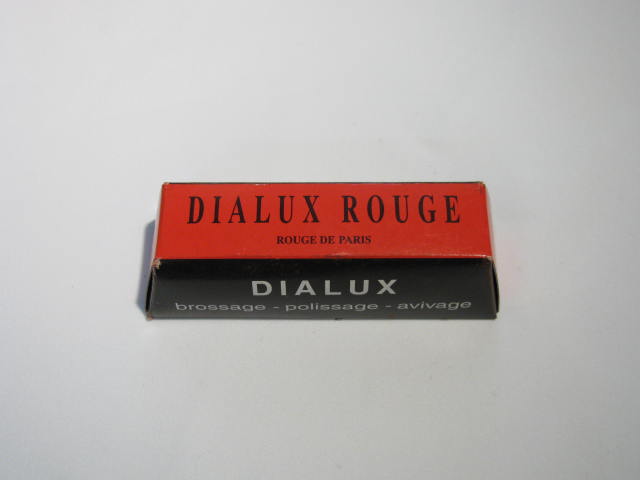 DIALUX ROUGE
ROUGE DE PARIS
DIALUX
brossage - polissage - avivage